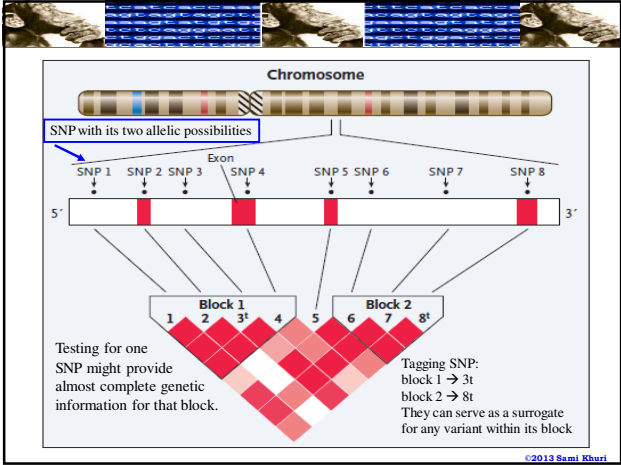 Chromosome
SNP with its two allelic possibilities
Exon
SNP 1 SNP 2 SNP 3 SNP 4 SNP 5 SNP 6 SNP 7 SNP 8
5´ 3´
Block 1 Block 2
1 2 3t 4 5 6 7 8t
Testing for one
SNP might provide
almost complete genetic
information for that block.
Tagging SNP:
block 1 → 3t
block 2 → 8t
They can serve as a surrogate
for any variant within its block
©2013 Sami Khuri